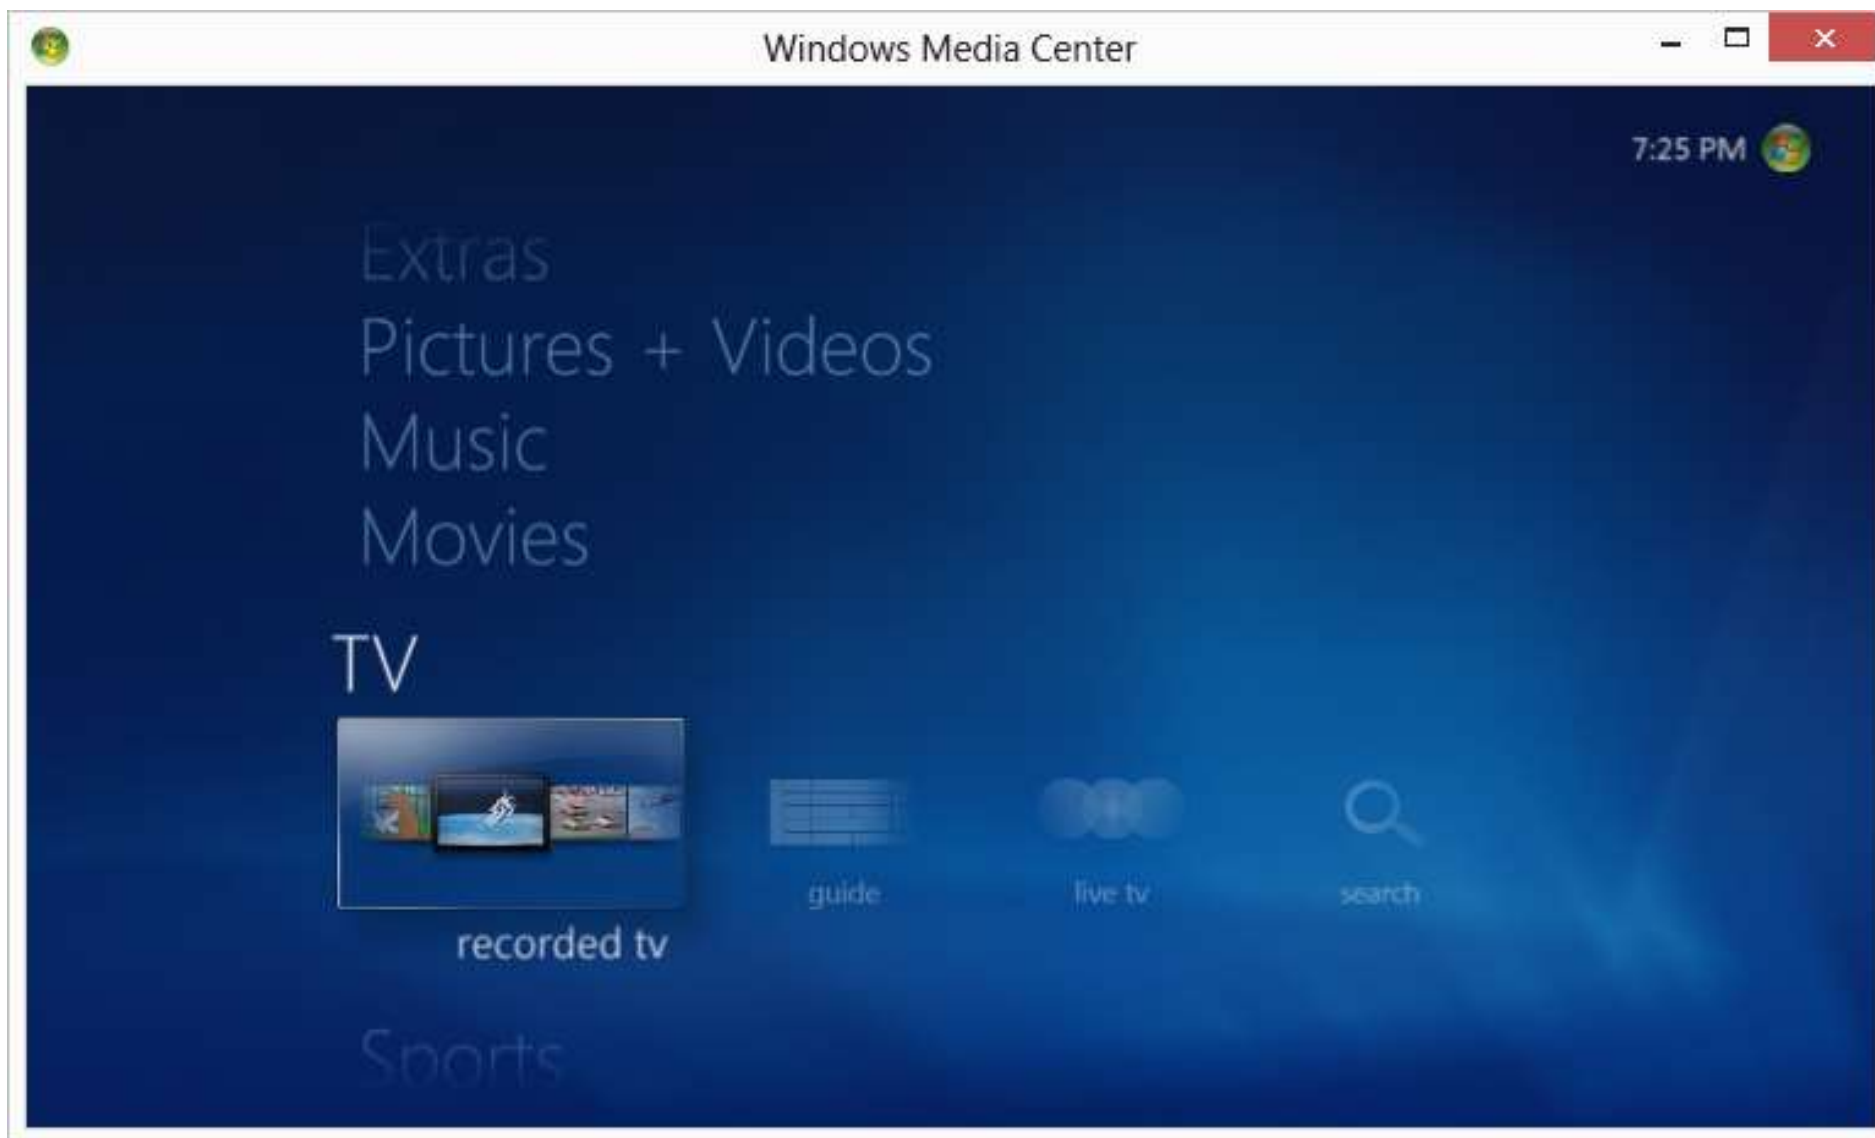 Windows Media Center
7:25 PM
Extras
Pictures + Videos
Music
Movies
TV
guide
live tv
search
recorded tv
Sports